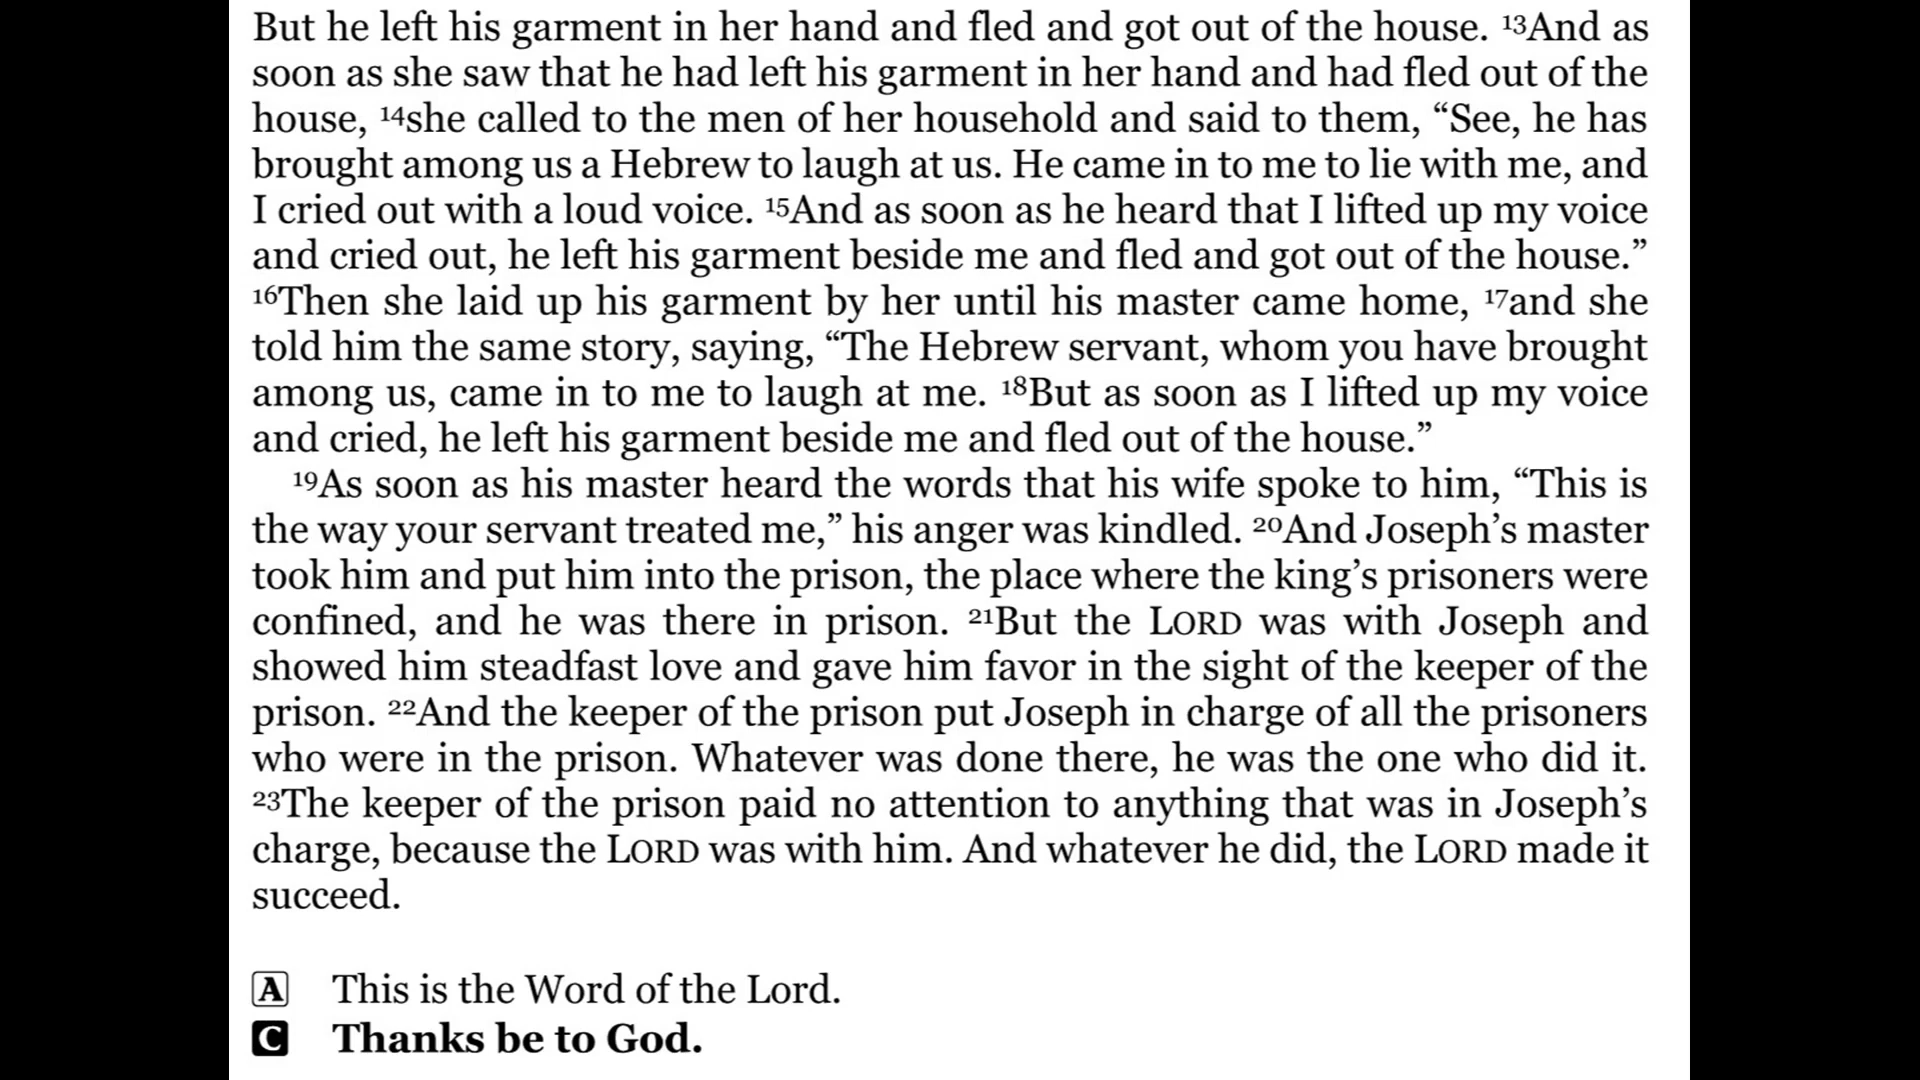 But he left his garment in her hand and fled and got out of the house. ¹³And as
soon as she saw that he had left his garment in her hand and had fled out of the
house, ¹⁴she called to the men of her household and said to them, “See, he has
brought among us a Hebrew to laugh at us. He came in to me to lie with me, and
I cried out with a loud voice. ¹⁵And as soon as he heard that I lifted up my voice
and cried out, he left his garment beside me and fled and got out of the house.”
¹⁶Then she laid up his garment by her until his master came home, ¹⁷and she
told him the same story, saying, “The Hebrew servant, whom you have brought
among us, came in to me to laugh at me. ¹⁸But as soon as I lifted up my voice
and cried, he left his garment beside me and fled out of the house.”
¹⁹As soon as his master heard the words that his wife spoke to him, “This is
the way your servant treated me,” his anger was kindled. ²⁰And Joseph’s master
took him and put him into the prison, the place where the king’s prisoners were
confined, and he was there in prison. ²¹But the LORD was with Joseph and
showed him steadfast love and gave him favor in the sight of the keeper of the
prison. ²²And the keeper of the prison put Joseph in charge of all the prisoners
who were in the prison. Whatever was done there, he was the one who did it.
²³The keeper of the prison paid no attention to anything that was in Joseph’s
charge, because the LORD was with him. And whatever he did, the LORD made it
succeed.
A This is the Word of the Lord.
C Thanks be to God.